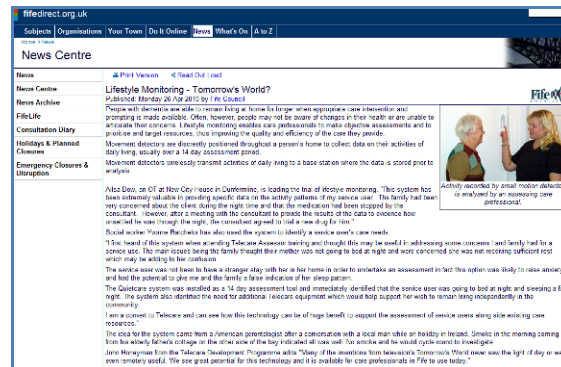 fifedirect.org.uk
Subjects Organisations Your Town Do It Online News What's On A to Z
Home > News
News Centre
News
News Centre
News Archive
FifeLife
Consultation Diary
Holidays & Planned
Closures
Emergency Closures &
Disruption
Print Version Read Out Loud
Lifestyle Monitoring - Tomorrow's World?
Published: Monday 26 Apr 2010 by Fife Council
Fife
People with dementia are able to remain living at home for longer when appropriate care intervention and
prompting is made available. Often, however, people may not be aware of changes in their health or are unable to
articulate their concerns. Lifestyle monitoring enables care professionals to make objective assessments and to
prioritise and target resources, thus improving the quality and efficiency of the care they provide.
Movement detectors are discreetly positioned throughout a person's home to collect data on their activities of
daily living, usually over a 14 day assessment period.
Movement detectors wirelessly transmit activities of daily living to a base station where the data is stored prior to
analysis.
Activity recorded by small motion detecto
is analysed by an assessing care
professional.
Ailsa Dow, an OT at New City House in Dunfermline, is leading the trial of lifestyle monitoring. "This system has
been extremely valuable in providing specific data on the activity patterns of my service user. The family had been
very concerned about the client during the night time and that the medication had been stopped by the
consultant. However, after a meeting with the consultant to provide the results of the data to evidence how
unsettled he was through the night, the consultant agreed to trial a new drug for him."
Social worker Yvonne Batchelor has also used the system to identify a service user's care needs.
"I first heard of this system when attending Telecare Assessor training and thought this may be useful in addressing some concerns I and family had for a
service user. The main issues being the family thought their mother was not going to bed at night and were concerned she was not receiving sufficient rest
which may be adding to her confusion.
The service user was not keen to have a stranger stay with her in her home in order to undertake an assessment in fact this option was likely to raise anxiety
and had the potential to give me and the family a false indication of her sleep pattern.
The Quietcare system was installed as a 14 day assessment tool and immediately identified that the service user was going to bed at night and sleeping a f
night. The system also identified the need for additional Telecare equipment which would help support her wish to remain living independently in the
community.
I am a convert to Telecare and can see how this technology can be of huge benefit to support the assessment of service users along side existing care
resources."
The idea for the system came from a American gerontologist after a conversation with a local man while on holiday in Ireland. Smoke in the morning coming
from his elderly father's cottage on the other side of the bay indicated all was well. No smoke and he would cycle round to investigate.
John Honeyman from the Telecare Development Programme adds "Many of the inventions from television's Tomorrow's World never saw the light of day or we
even remotely useful. We see great potential for this technology and it is available for care professionals in Fife to use today."